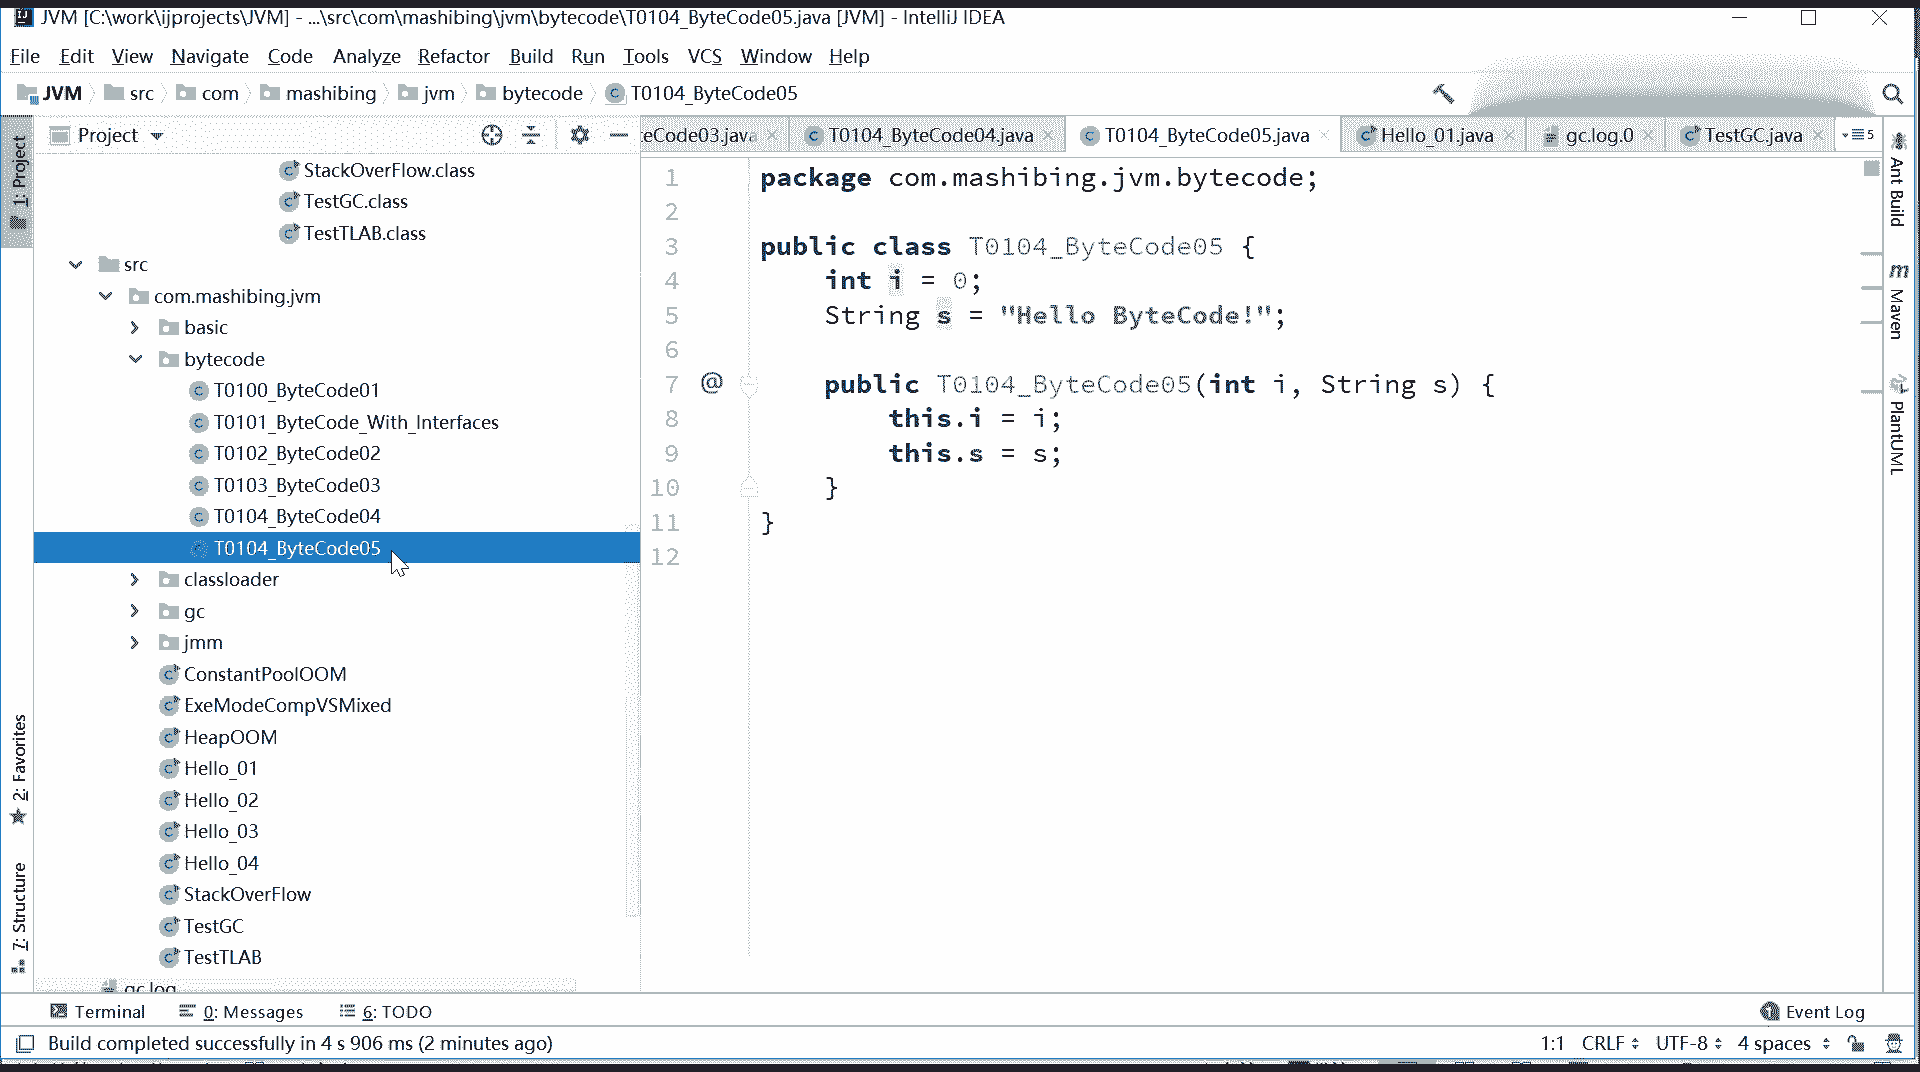 JVM [C:\work\ijprojects\JVM] - ...\src\com\mashibing\jvm\bytecode\T0104_ByteCode05.java [JVM] - IntelliJ IDEA
File Edit View Navigate Code Analyze Refactor Build Run Tools VCS Window Help
JVM src com mashibing jvm bytecode T0104_ByteCode05
Project
eCode03.java T0104_ByteCode04.java T0104_ByteCode05.java Hello_01.java gc.log.0 TestGC.java 5
1: Project
2: Favorites
7: Structure
StackOverFlow.class
TestGC.class
TestTLAB.class
src
com.mashibing.jvm
basic
bytecode
T0100_ByteCode01
T0101_ByteCode_With_Interfaces
T0102_ByteCode02
T0103_ByteCode03
T0104_ByteCode04
T0104_ByteCode05
classloader
gc
jmm
ConstantPoolOOM
ExeModeCompVSMixed
HeapOOM
Hello_01
Hello_02
Hello_03
Hello_04
StackOverFlow
TestGC
TestTLAB
gc.log
1 package com.mashibing.jvm.bytecode;
2
3 public class T0104_ByteCode05 {
4 int i = 0;
5 String s = "Hello ByteCode!";
6
7 @ public T0104_ByteCode05(int i, String s) {
8 this.i = i;
9 this.s = s;
10 }
11 }
12
Ant Build
m Maven
PlantUML
Terminal 0: Messages 6: TODO Event Log
Build completed successfully in 4 s 906 ms (2 minutes ago) 1:1 CRLF UTF-8 4 spaces